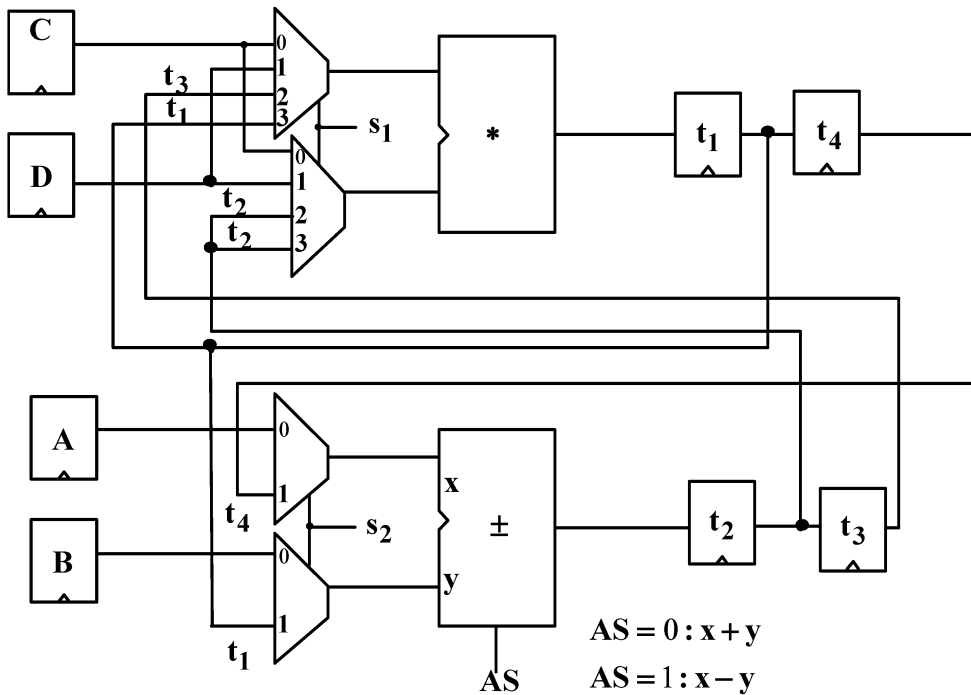 C
0
1
t3
2
t1
3
s1
*
t1
t4
D
0
1
t2
2
t2
3
A
0
1
t4
x
s2
±
t2
t3
B
0
y
1
t1
AS
AS = 0 : x + y
AS = 1 : x − y